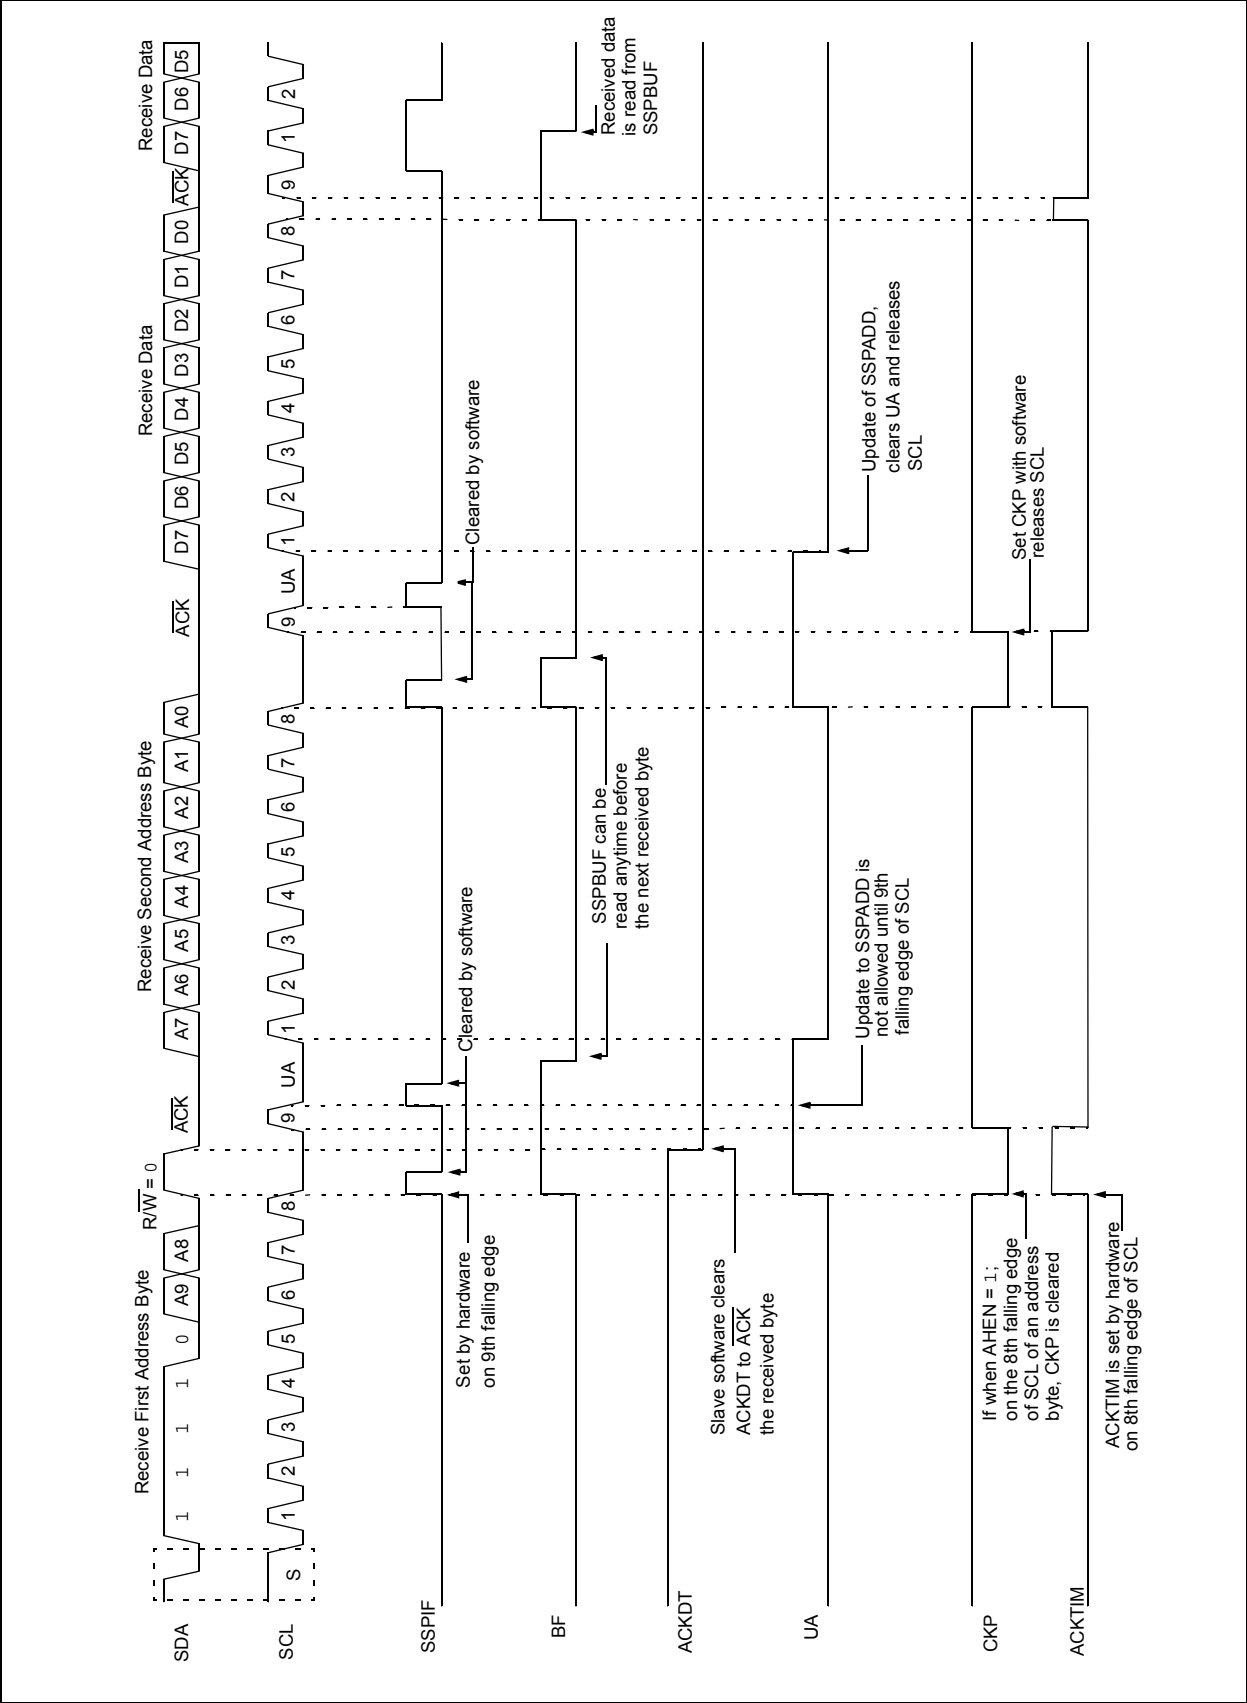 Receive First Address Byte
R/W = 0
Receive Second Address Byte
Receive Data
Receive Data
SDA
1 1 1 1 0 A9 A8
ACK
A7 A6 A5 A4 A3 A2 A1 A0
ACK
D7 D6 D5 D4 D3 D2 D1 D0
ACK
D7 D6 D5
SCL
S
1 2 3 4 5 6 7 8 9 UA
1 2 3 4 5 6 7 8 9 UA
1 2 3 4 5 6 7 8 9
1 2
SSPIF
Set by hardware
on 9th falling edge
Cleared by software
Cleared by software
BF
SSPBUF can be
read anytime before
the next received byte
Received data
is read from
SSPBUF
ACKDT
Slave software clears
ACKDT to ACK
the received byte
UA
Update to SSPADD is
not allowed until 9th
falling edge of SCL
Update of SSPADD,
clears UA and releases
SCL
CKP
If when AHEN = 1;
on the 8th falling edge
of SCL of an address
byte, CKP is cleared
Set CKP with software
releases SCL
ACKTIM
ACKTIM is set by hardware
on 8th falling edge of SCL